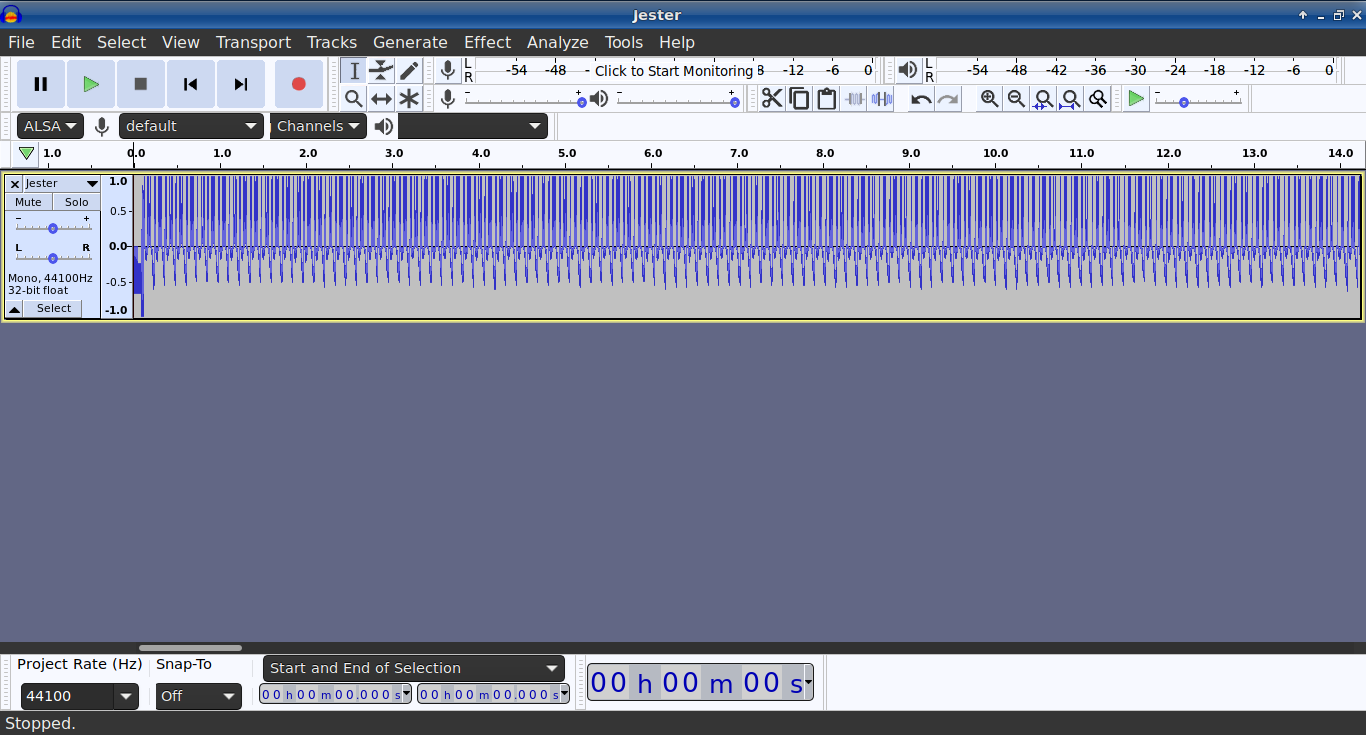 Jester
File Edit Select View Transport Tracks Generate Effect Analyze Tools Help
L
R
-54 -48 - Click to Start Monitoring 8 -12 -6 0
L
R
-54 -48 -42 -36 -30 -24 -18 -12 -6 0
- +
- +
- +
ALSA default Channels
1.0 0.0 1.0 2.0 3.0 4.0 5.0 6.0 7.0 8.0 9.0 10.0 11.0 12.0 13.0 14.0
Jester
Mute Solo
- +
L R
Mono, 44100Hz
32-bit float
Select
1.0
0.5
0.0
-0.5
-1.0
Project Rate (Hz) Snap-To
Start and End of Selection
44100 Off
00 h 00 m 00.000 s 00 h 00 m 00.000 s
00 h 00 m 00 s
Stopped.